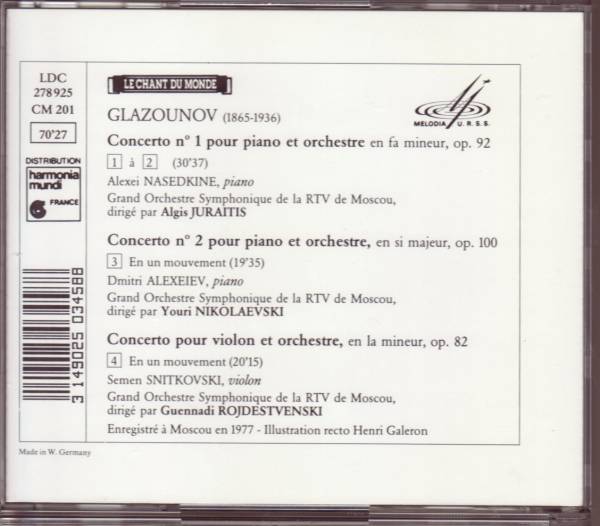 LDC
278925
CM 201
70'27
DISTRIBUTION
harmonia
mundi
FRANCE
3 149025 034588
LE CHANT DU MONDE
MELODIA U.R.S.S.
GLAZOUNOV (1865-1936)
Concerto n° 1 pour piano et orchestre en fa mineur, op. 92
1 à 2 (30'37)
Alexei NASEDKINE, piano
Grand Orchestre Symphonique de la RTV de Moscou,
dirigé par Algis JURAITIS
Concerto n° 2 pour piano et orchestre, en si majeur, op. 100
3 En un mouvement (19'35)
Dmitri ALEXEIEV, piano
Grand Orchestre Symphonique de la RTV de Moscou,
dirigé par Youri NIKOLAEVSKI
Concerto pour violon et orchestre, en la mineur, op. 82
4 En un mouvement (20'15)
Semen SNITKOVSKI, violon
Grand Orchestre Symphonique de la RTV de Moscou,
dirigé par Guennadi ROJDESTVENSKI
Enregistré à Moscou en 1977 - Illustration recto Henri Galeron
Made in W. Germany